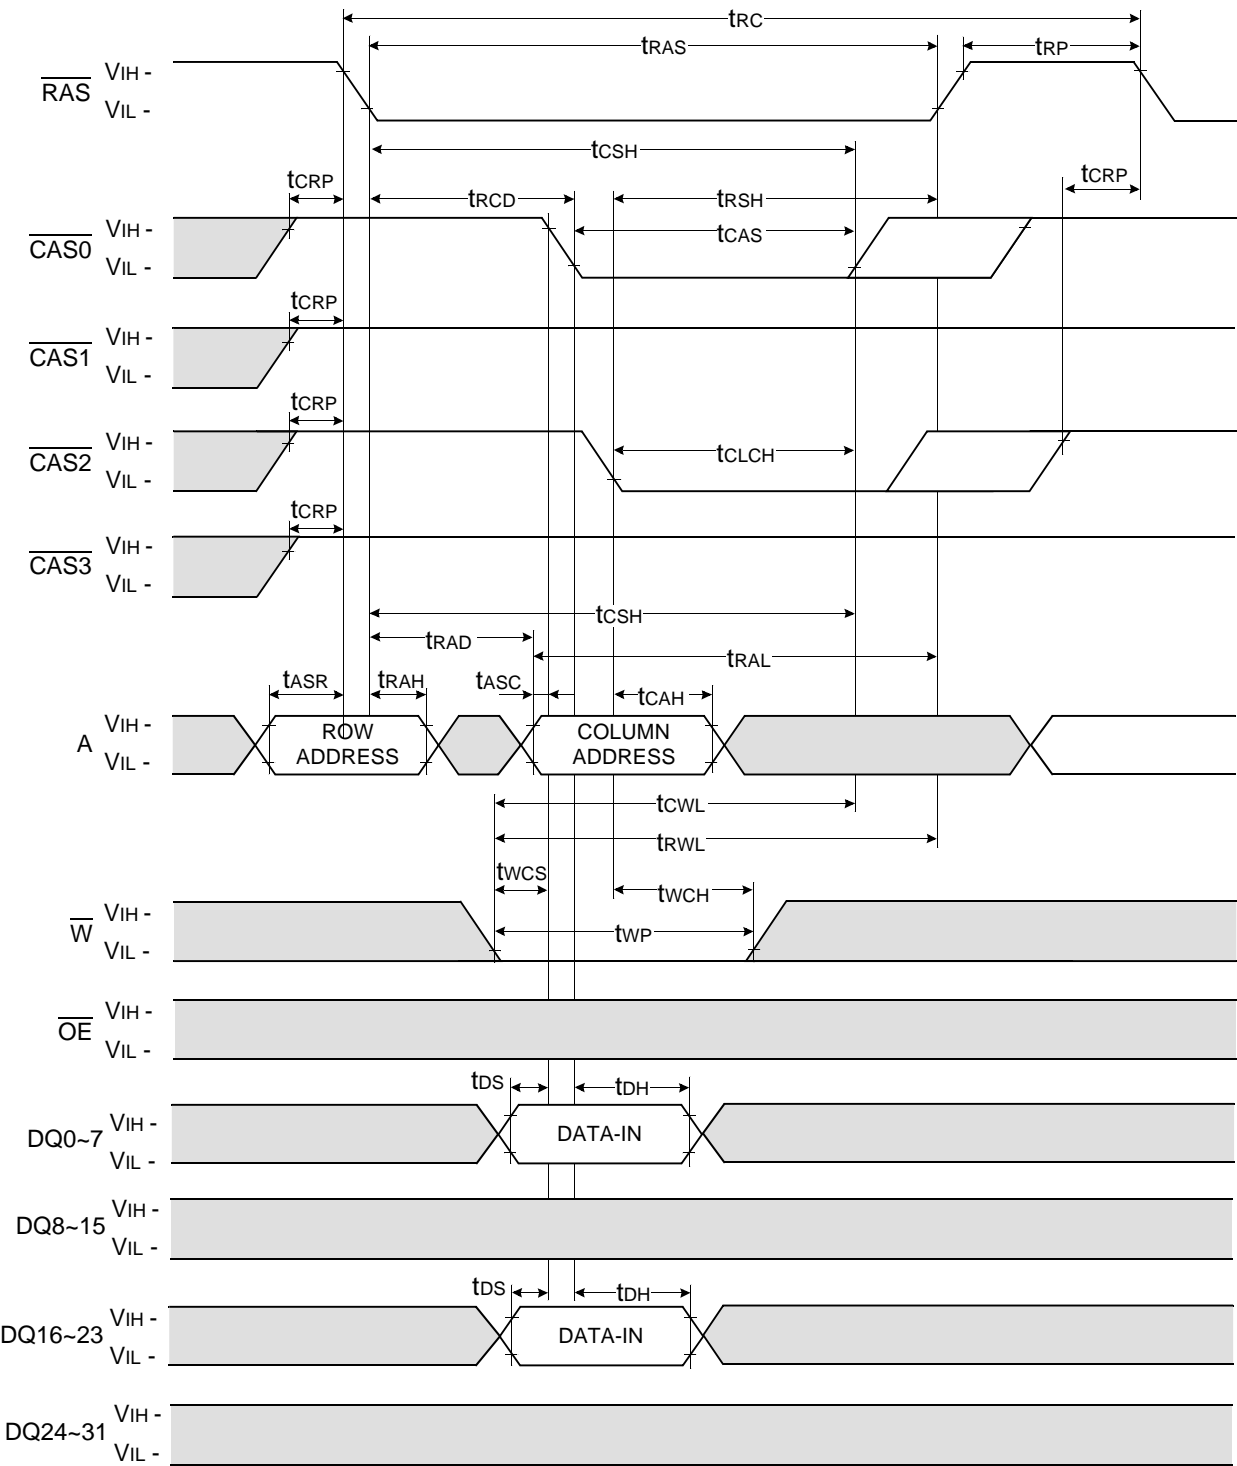 tRC
tRAS
tRP
RAS
VIH -
VIL -
tCSH
tCRP
tRCD
tRSH
tCRP
CAS0
VIH -
VIL -
tCAS
tCRP
CAS1
VIH -
VIL -
tCRP
CAS2
VIH -
VIL -
tCLCH
tCRP
CAS3
VIH -
VIL -
tCSH
tRAD
tRAL
tASR
tRAH
tASC
tCAH
A
VIH -
VIL -
ROW
ADDRESS
COLUMN
ADDRESS
tCWL
tRWL
tWCS
tWCH
W
VIH -
VIL -
tWP
OE
VIH -
VIL -
tDS
tDH
DQ0~7
VIH -
VIL -
DATA-IN
DQ8~15
VIH -
VIL -
tDS
tDH
DQ16~23
VIH -
VIL -
DATA-IN
DQ24~31
VIH -
VIL -